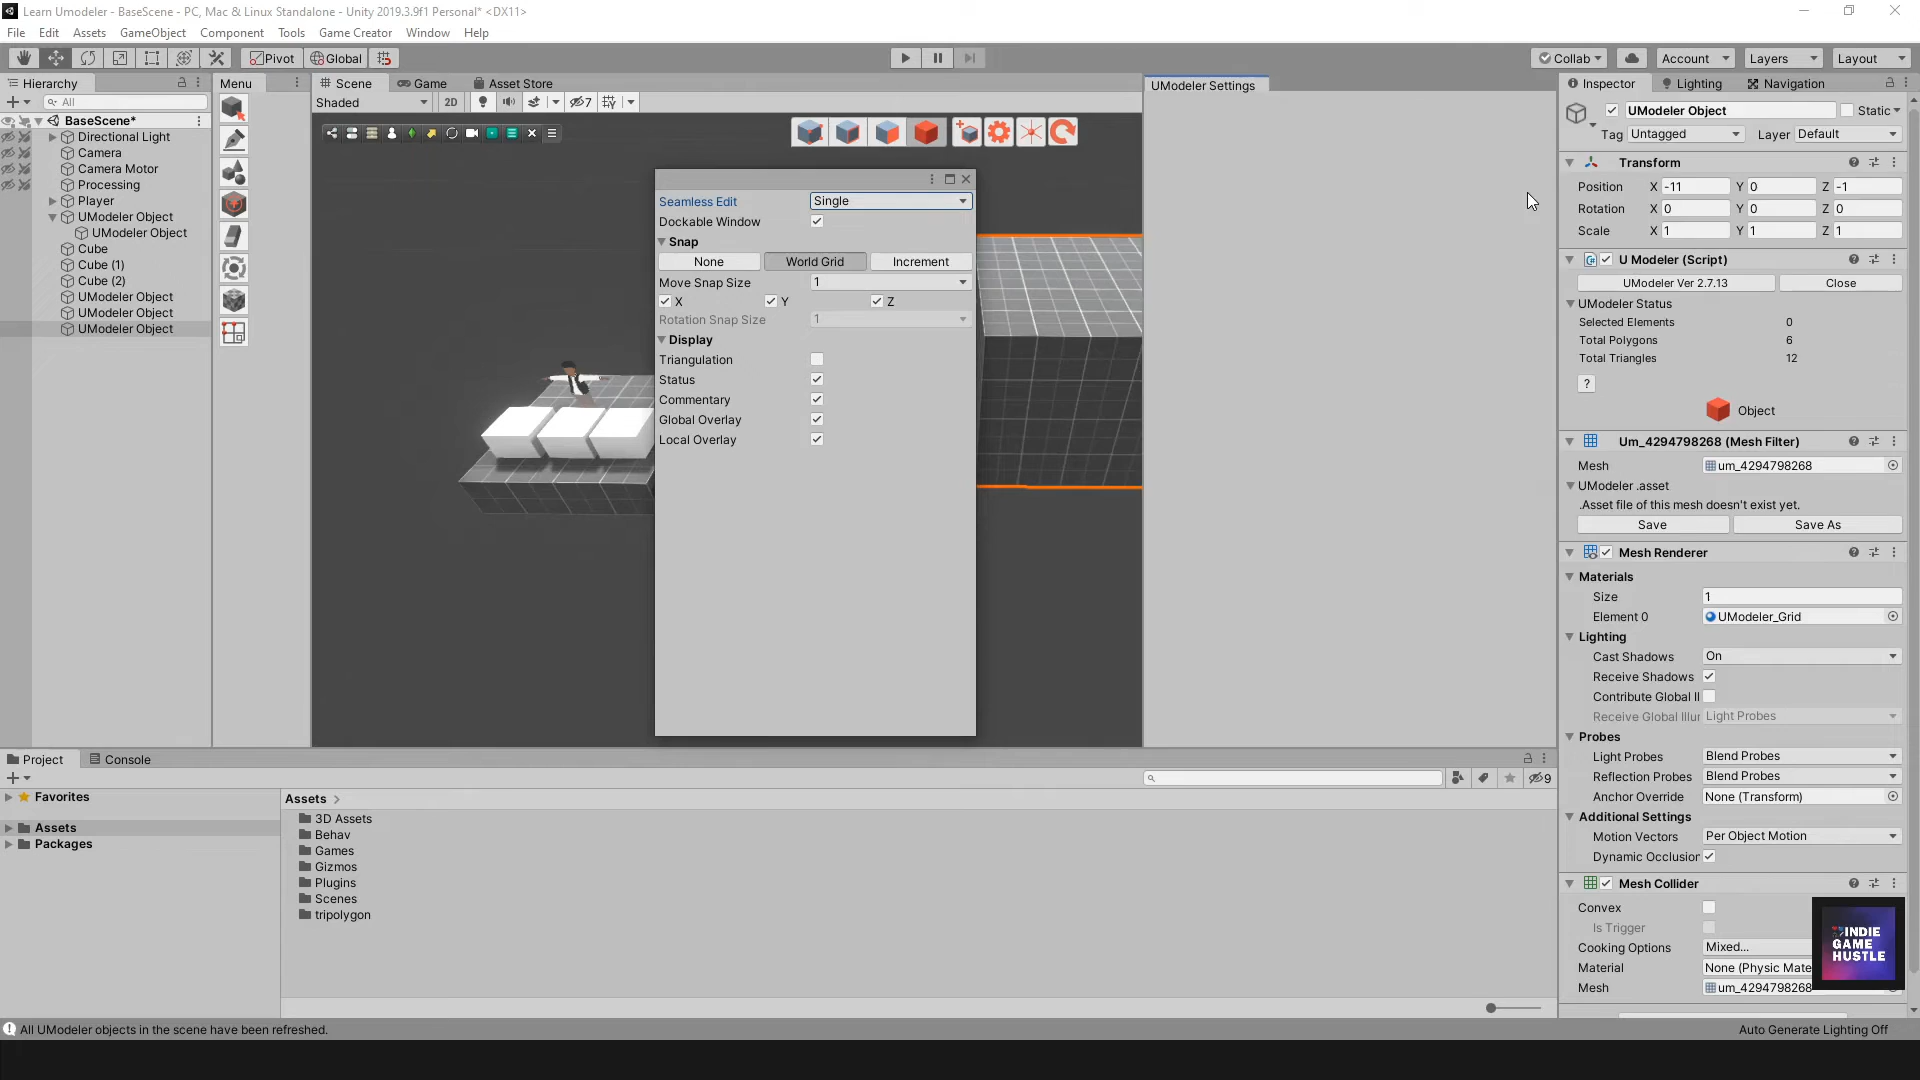 Learn Umodeler - BaseScene - PC, Mac & Linux Standalone - Unity 2019.3.9f1 Personal* <DX11>
File Edit Assets GameObject Component Tools Game Creator Window Help
Pivot Global Collab Account Layers Layout
Hierarchy
All
BaseScene*
Directional Light
Camera
Camera Motor
Processing
Player
UModeler Object
UModeler Object
Cube
Cube (1)
Cube (2)
UModeler Object
UModeler Object
UModeler Object
Menu
Scene Game Asset Store
Shaded 2D 7
Seamless Edit Single
Dockable Window
Snap
None World Grid Increment
Move Snap Size 1
X Y Z
Rotation Snap Size 1
Display
Triangulation
Status
Commentary
Global Overlay
Local Overlay
UModeler Settings
Inspector Lighting Navigation
UModeler Object Static
Tag Untagged Layer Default
Transform
Position X -11 Y 0 Z -1
Rotation X 0 Y 0 Z 0
Scale X 1 Y 1 Z 1
U Modeler (Script)
UModeler Ver 2.7.13 Close
UModeler Status
Selected Elements 0
Total Polygons 6
Total Triangles 12
?
Object
Um_4294798268 (Mesh Filter)
Mesh um_4294798268
UModeler .asset
.Asset file of this mesh doesn't exist yet.
Save Save As
Mesh Renderer
Materials
Size 1
Element 0 UModeler_Grid
Lighting
Cast Shadows On
Receive Shadows
Contribute Global Il
Receive Global Illur Light Probes
Probes
Light Probes Blend Probes
Reflection Probes Blend Probes
Anchor Override None (Transform)
Additional Settings
Motion Vectors Per Object Motion
Dynamic Occlusion
Mesh Collider
Convex
Is Trigger
Cooking Options Mixed...
Material None (Physic Mate
Mesh um_4294798268
INDIE
GAME
HUSTLE
Project Console
9
Favorites
Assets
Packages
Assets
3D Assets
Behav
Games
Gizmos
Plugins
Scenes
tripolygon
All UModeler objects in the scene have been refreshed.
Auto Generate Lighting Off